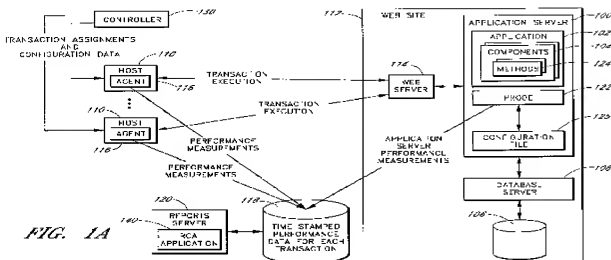 CONTROLLER
130
TRANSACTION ASSIGNMENTS
AND
CONFIGURATION DATA
110
HOST
AGENT
116
110
HOST
AGENT
116
TRANSACTION
EXECUTION
TRANSACTION
EXECUTION
PERFORMANCE
MEASUREMENTS
PERFORMANCE
MEASUREMENTS
112
WEB SITE
114
WEB
SERVER
APPLICATION SERVER
100
APPLICATION
102
COMPONENTS
104
METHODS
124
PROBE
122
CONFIGURATION
FILE
125
APPLICATION
SERVER
PERFORMANCE
MEASUREMENTS
DATABASE
SERVER
108
106
118
TIME STAMPED
PERFORMANCE
DATA FOR EACH
TRANSACTION
120
REPORTS
SERVER
140
RCA
APPLICATION
FIG. 1A